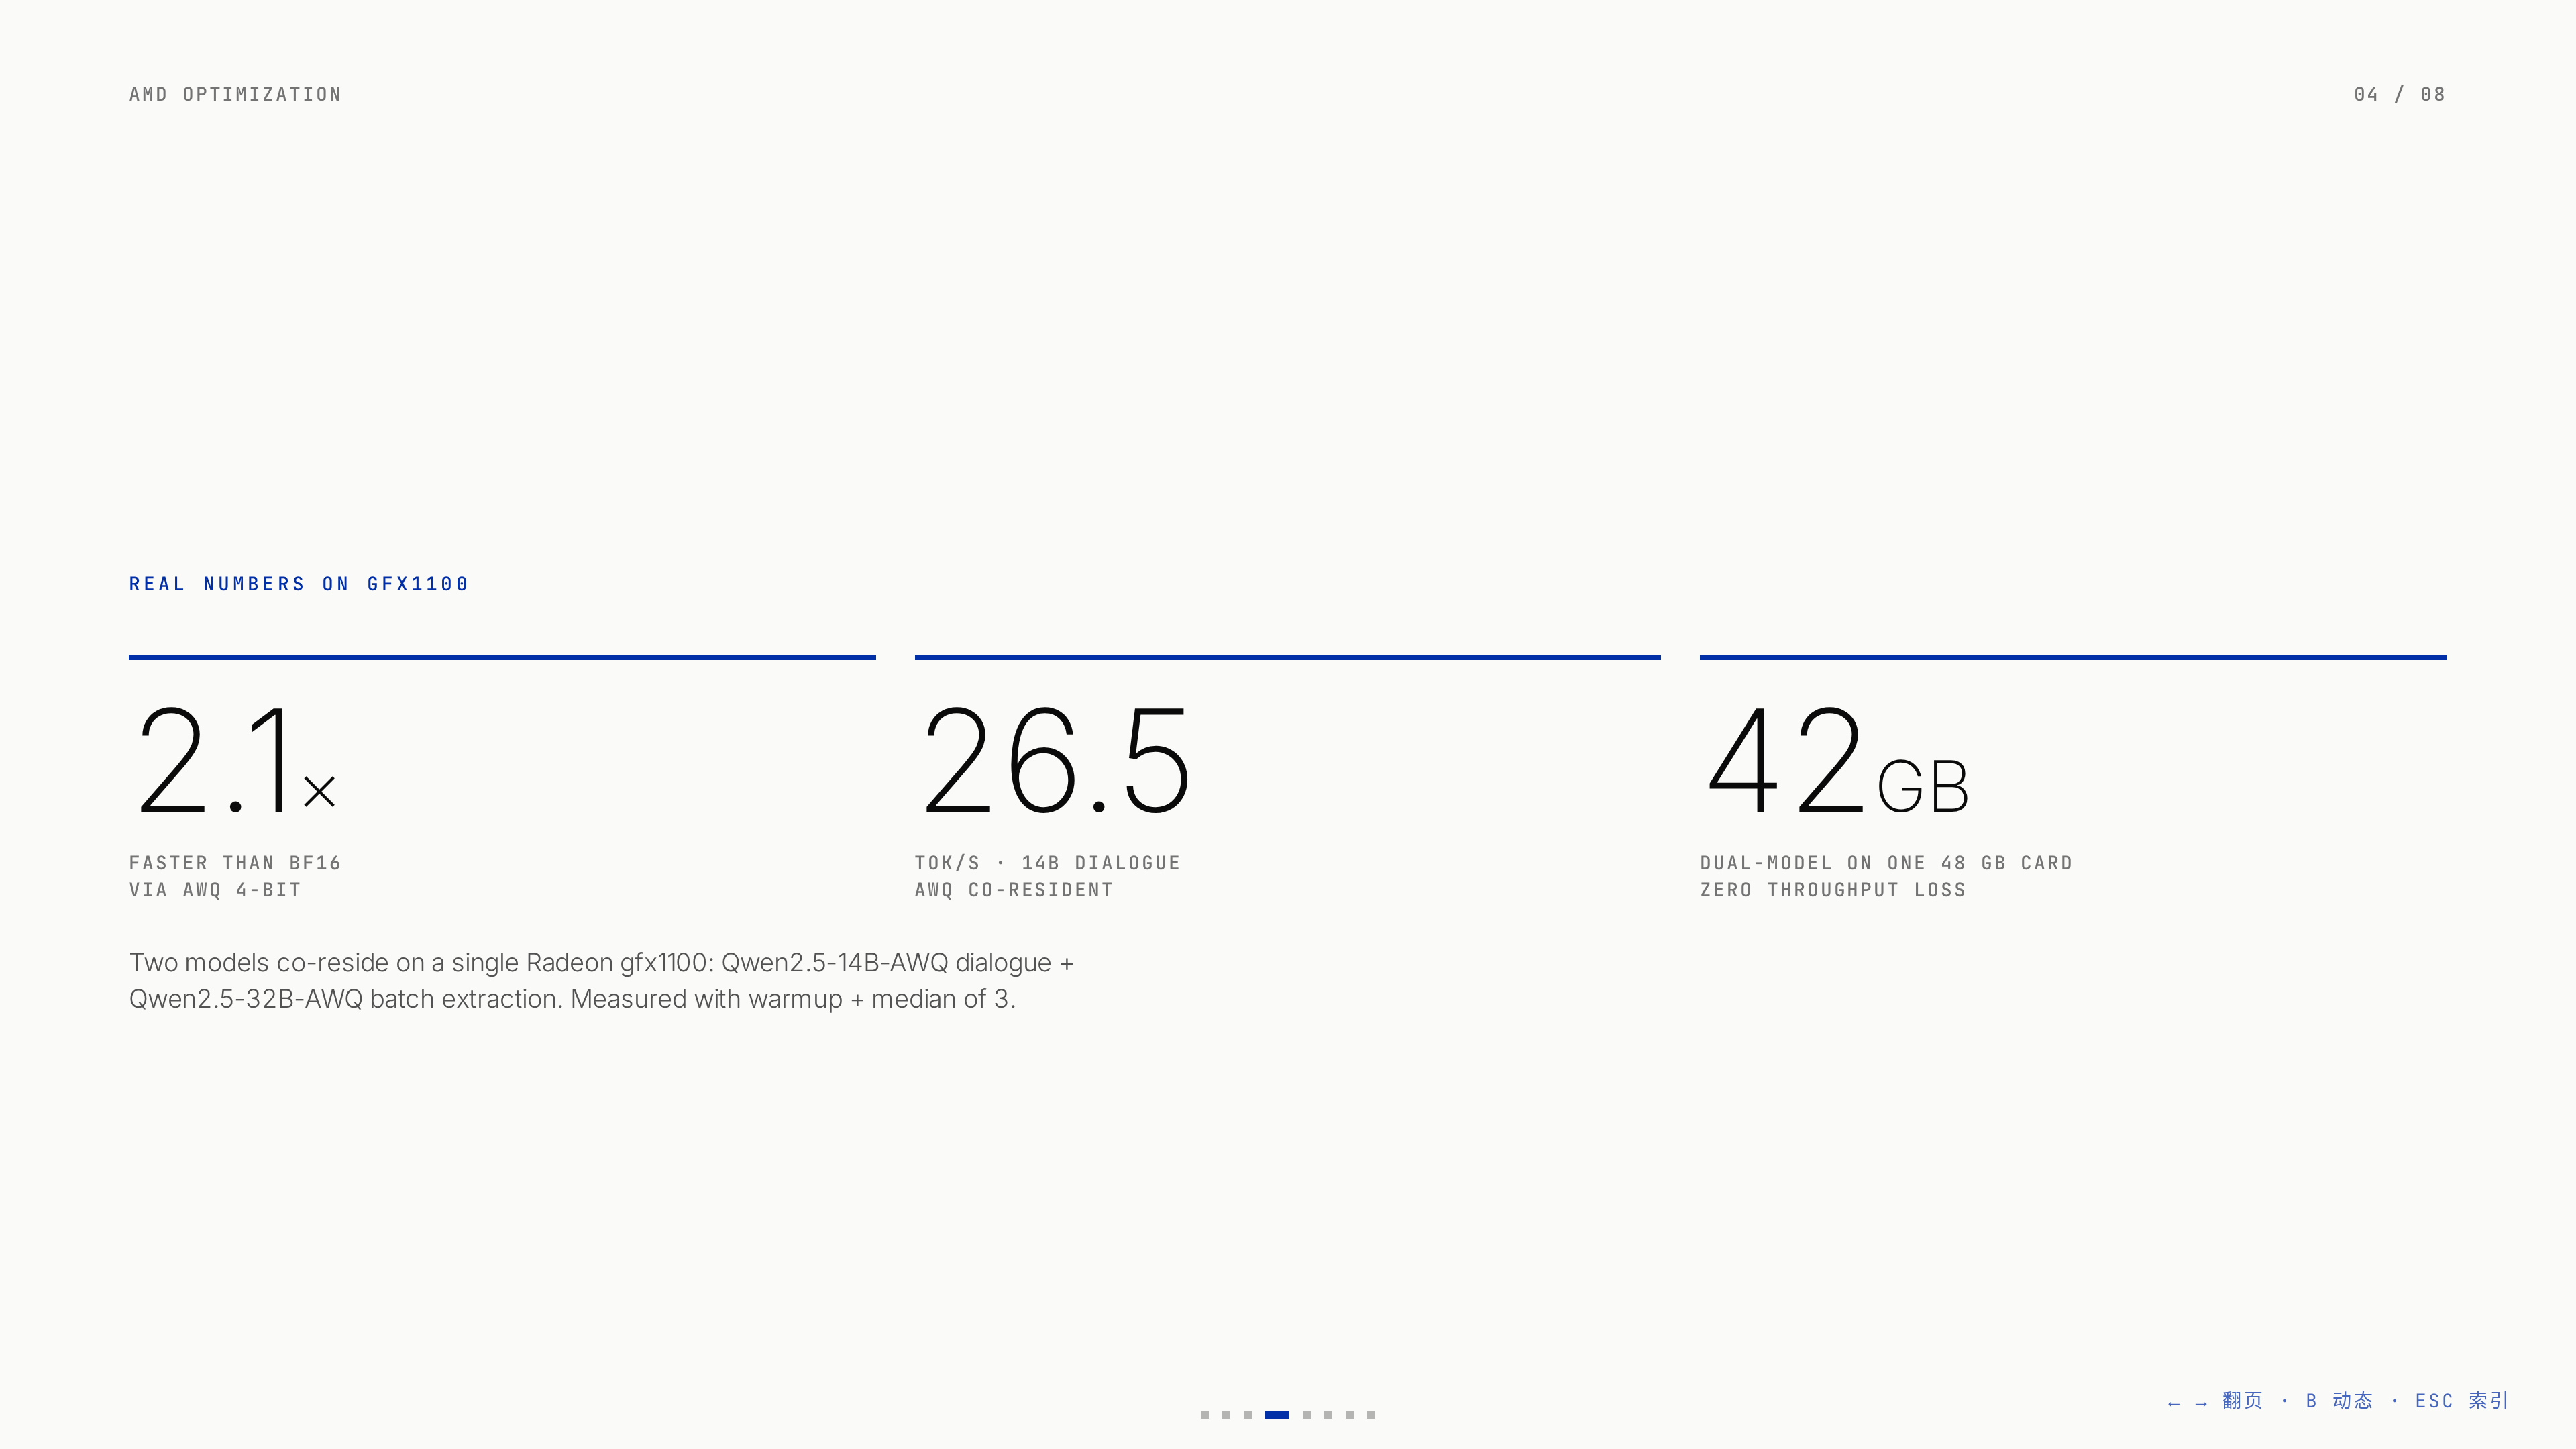 AMD OPTIMIZATION
04 / 08
REAL NUMBERS ON GFX1100
2.1×
FASTER THAN BF16
VIA AWQ 4-BIT
26.5
TOK/S · 14B DIALOGUE
AWQ CO-RESIDENT
42GB
DUAL-MODEL ON ONE 48 GB CARD
ZERO THROUGHPUT LOSS
Two models co-reside on a single Radeon gfx1100: Qwen2.5-14B-AWQ dialogue +
Qwen2.5-32B-AWQ batch extraction. Measured with warmup + median of 3.
← → 翻页 · B 动态 · ESC 索引